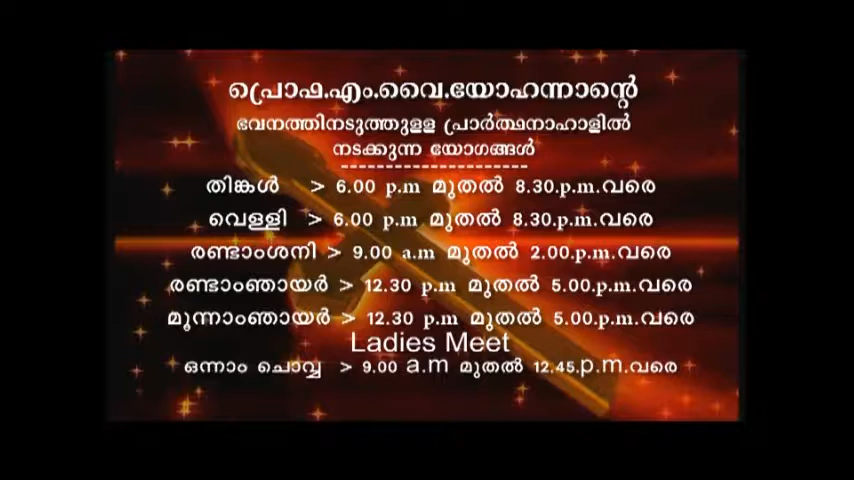 പ്രൊഫ.എം.വൈ.യോഹന്നാന്റെ
ഭവനത്തിനടുത്തുളള പ്രാർത്ഥനാഹാളിൽ
നടക്കുന്ന യോഗങ്ങൾ
----------------------
തിങ്കൾ > 6.00 p.m മുതൽ 8.30.p.m.വരെ
വെള്ളി > 6.00 p.m മുതൽ 8.30.p.m.വരെ
രണ്ടാംശനി > 9.00 a.m മുതൽ 2.00.p.m.വരെ
രണ്ടാംഞായർ > 12.30 p.m മുതൽ 5.00.p.m.വരെ
മൂന്നാംഞായർ > 12.30 p.m മുതൽ 5.00.p.m.വരെ
Ladies Meet
ഒന്നാം ചൊവ്വ > 9.00 a.m മുതൽ 12.45.p.m.വരെ